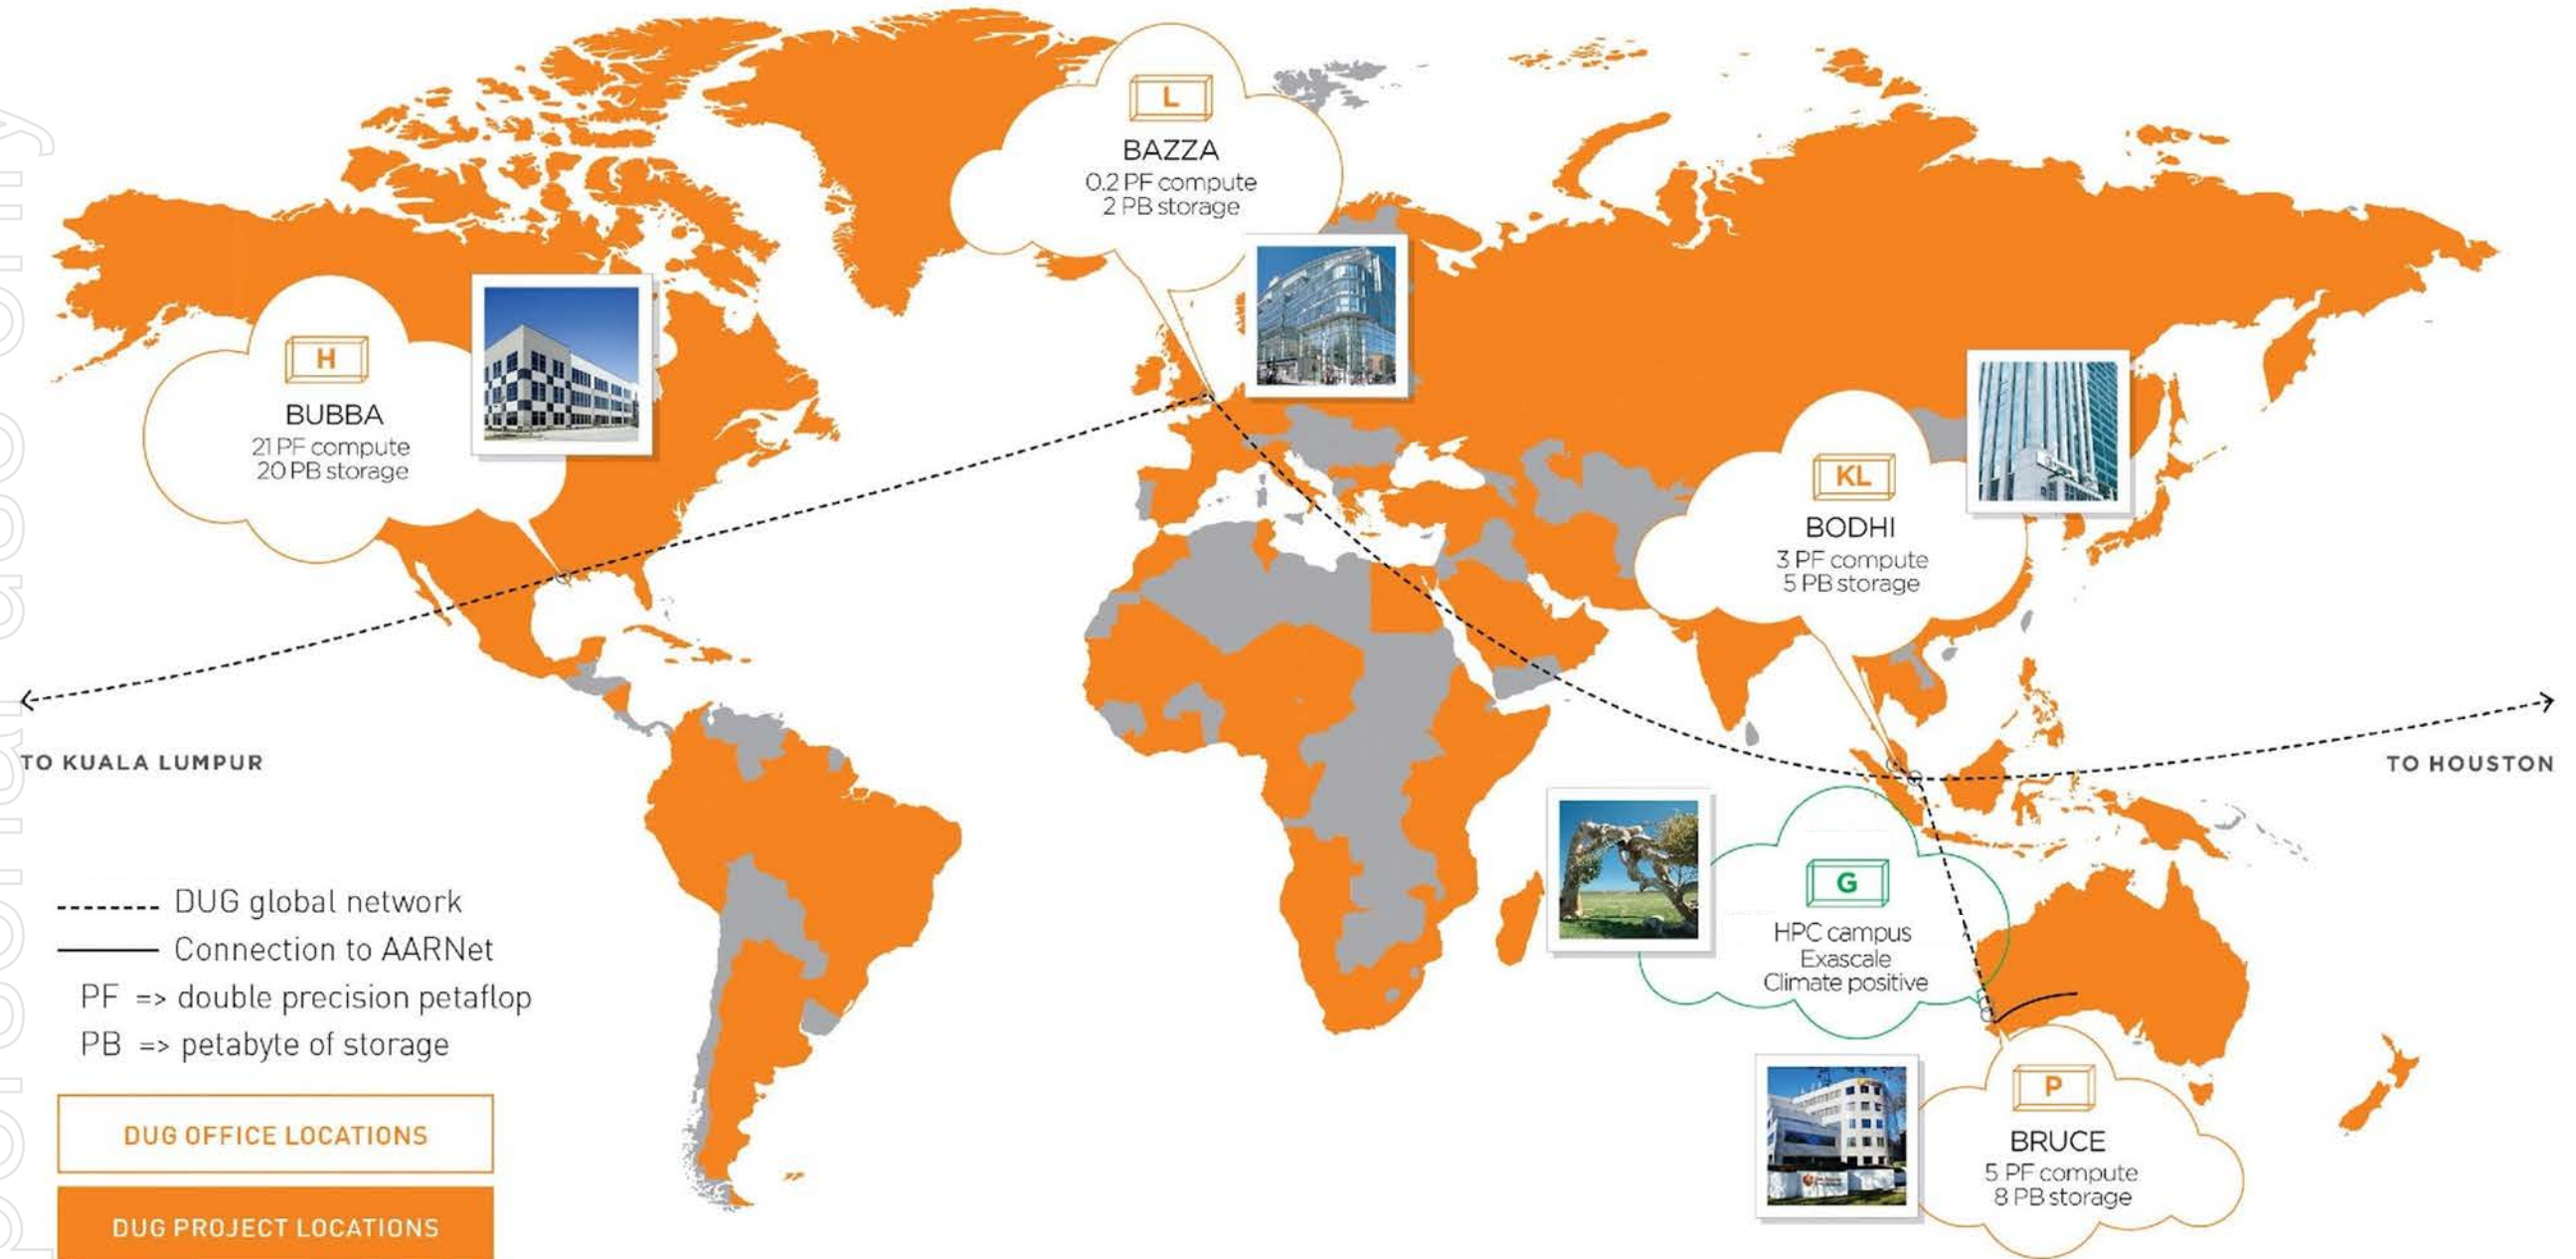 L
BAZZA
0.2 PF compute
2 PB storage
H
BUBBA
21 PF compute
20 PB storage
KL
BODHI
3 PF compute
5 PB storage
TO KUALA LUMPUR
TO HOUSTON
G
HPC campus
Exascale
Climate positive
DUG global network
Connection to AARNet
PF => double precision petaflop
PB => petabyte of storage
P
BRUCE
5 PF compute
8 PB storage
DUG OFFICE LOCATIONS
DUG PROJECT LOCATIONS